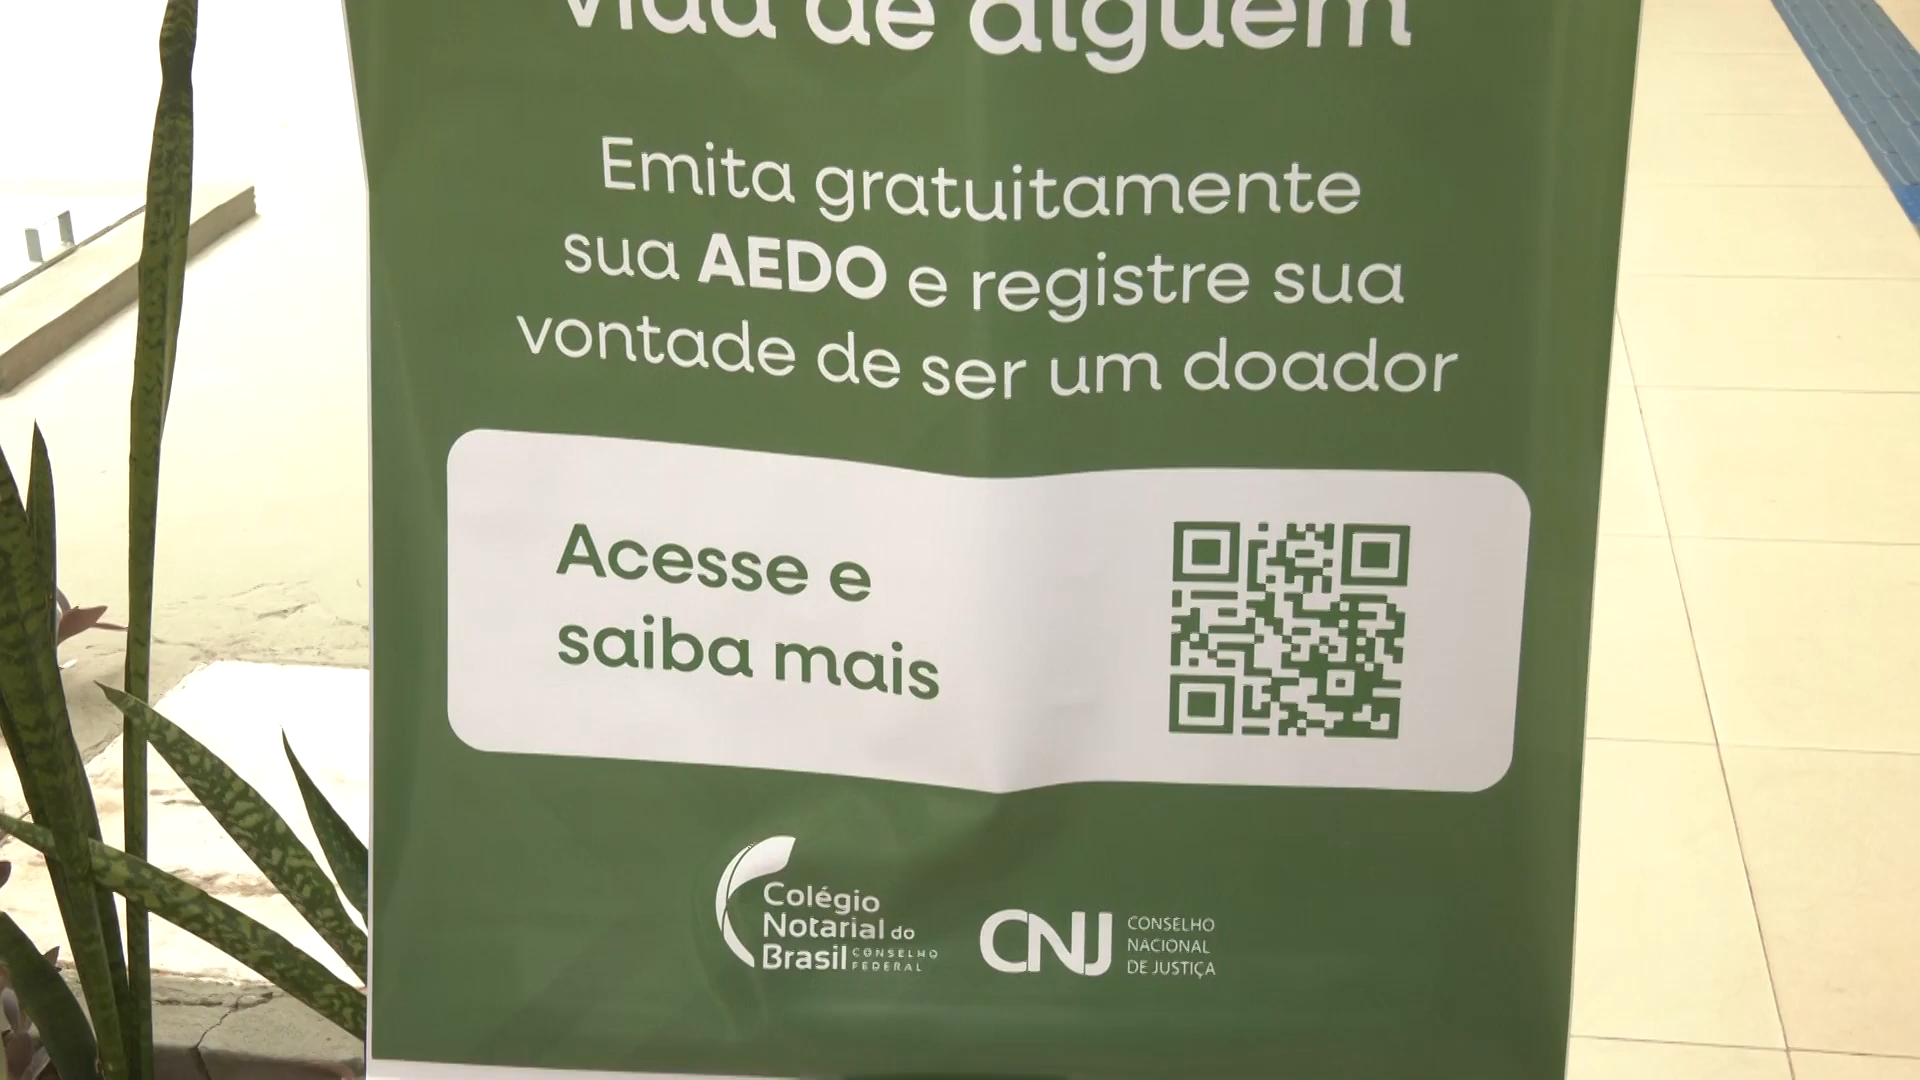 vida de alguém
Emita gratuitamente
sua AEDO e registre sua
vontade de ser um doador
Acesse e
saiba mais
Colégio
Notarial do
Brasil CONSELHO
FEDERAL
CNJ
CONSELHO
NACIONAL
DE JUSTIÇA